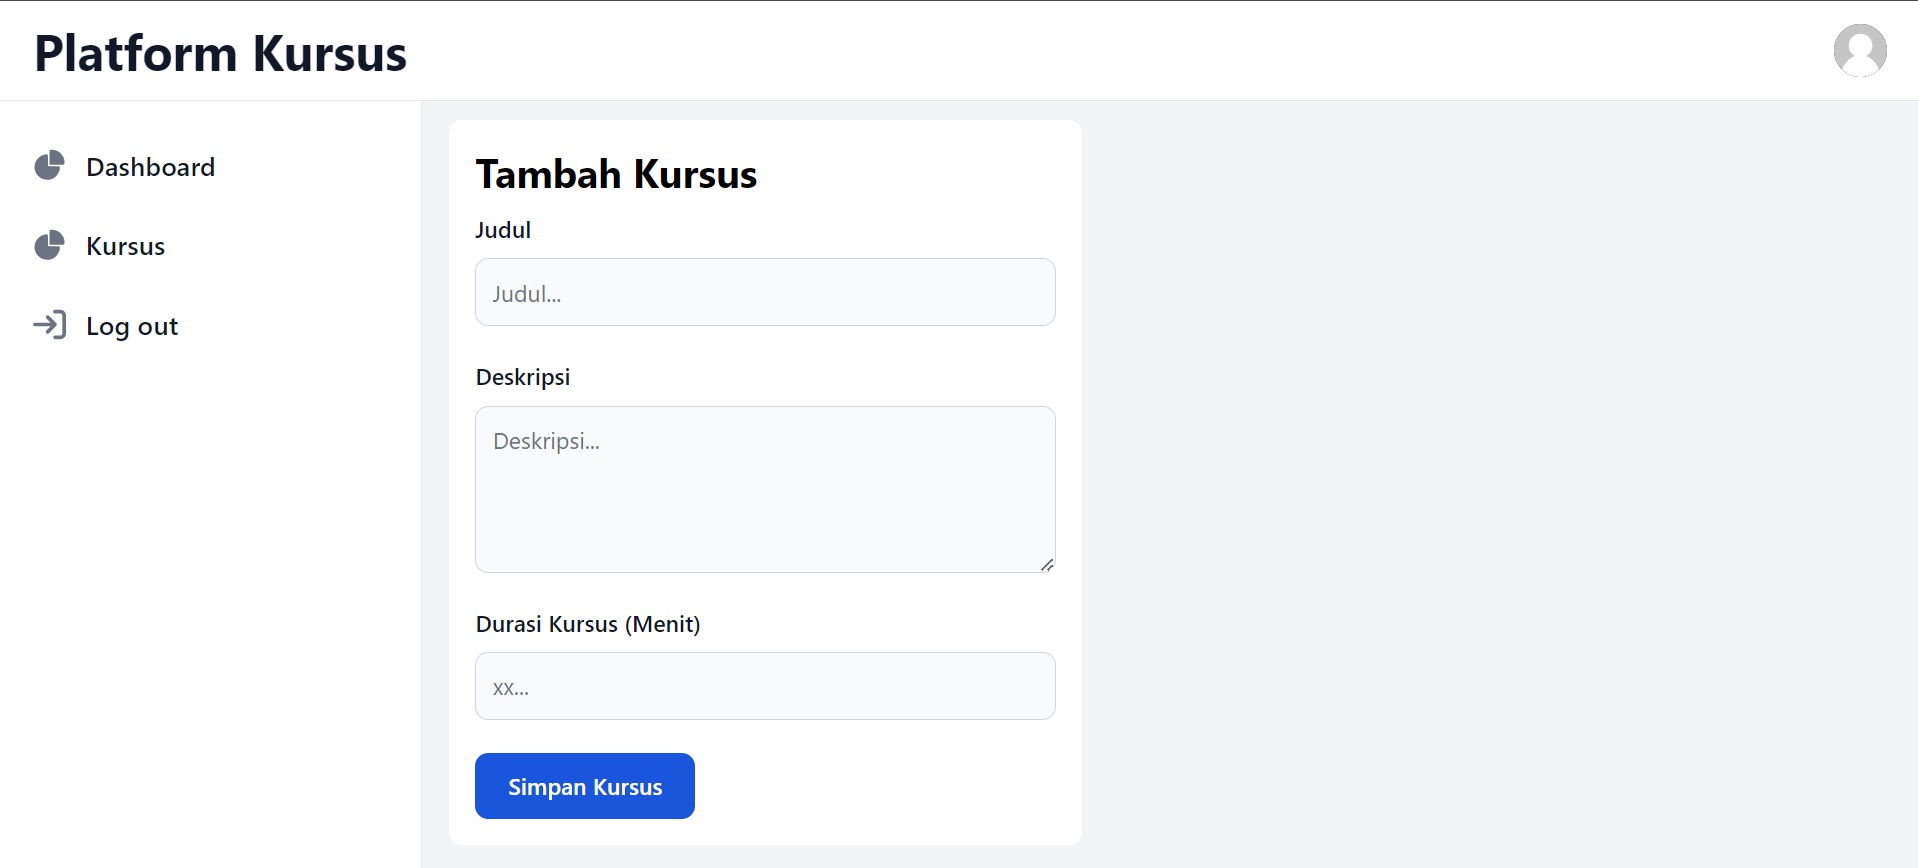 Platform Kursus
Dashboard
Kursus
Log out
Tambah Kursus
Judul
Judul...
Deskripsi
Deskripsi...
Durasi Kursus (Menit)
xx...
Simpan Kursus